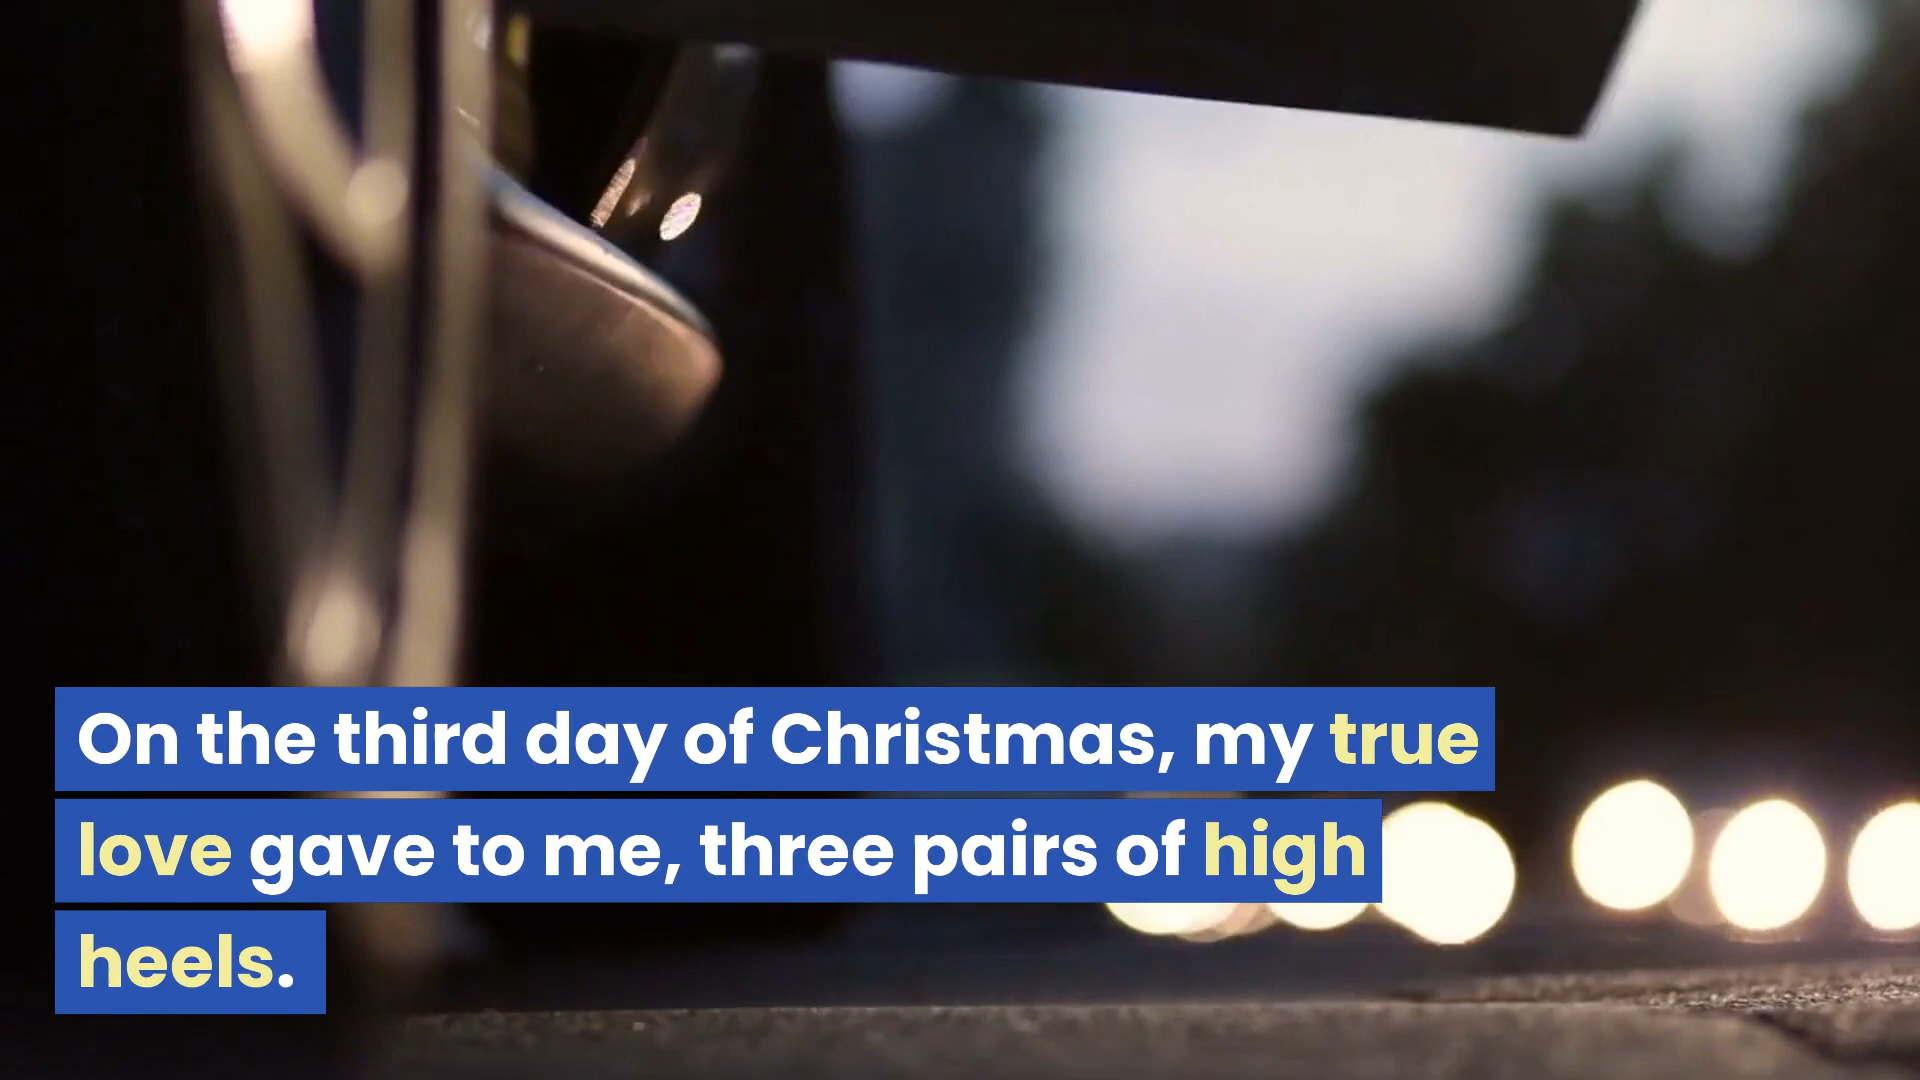 On the third day of Christmas, my true
love gave to me, three pairs of high
heels.